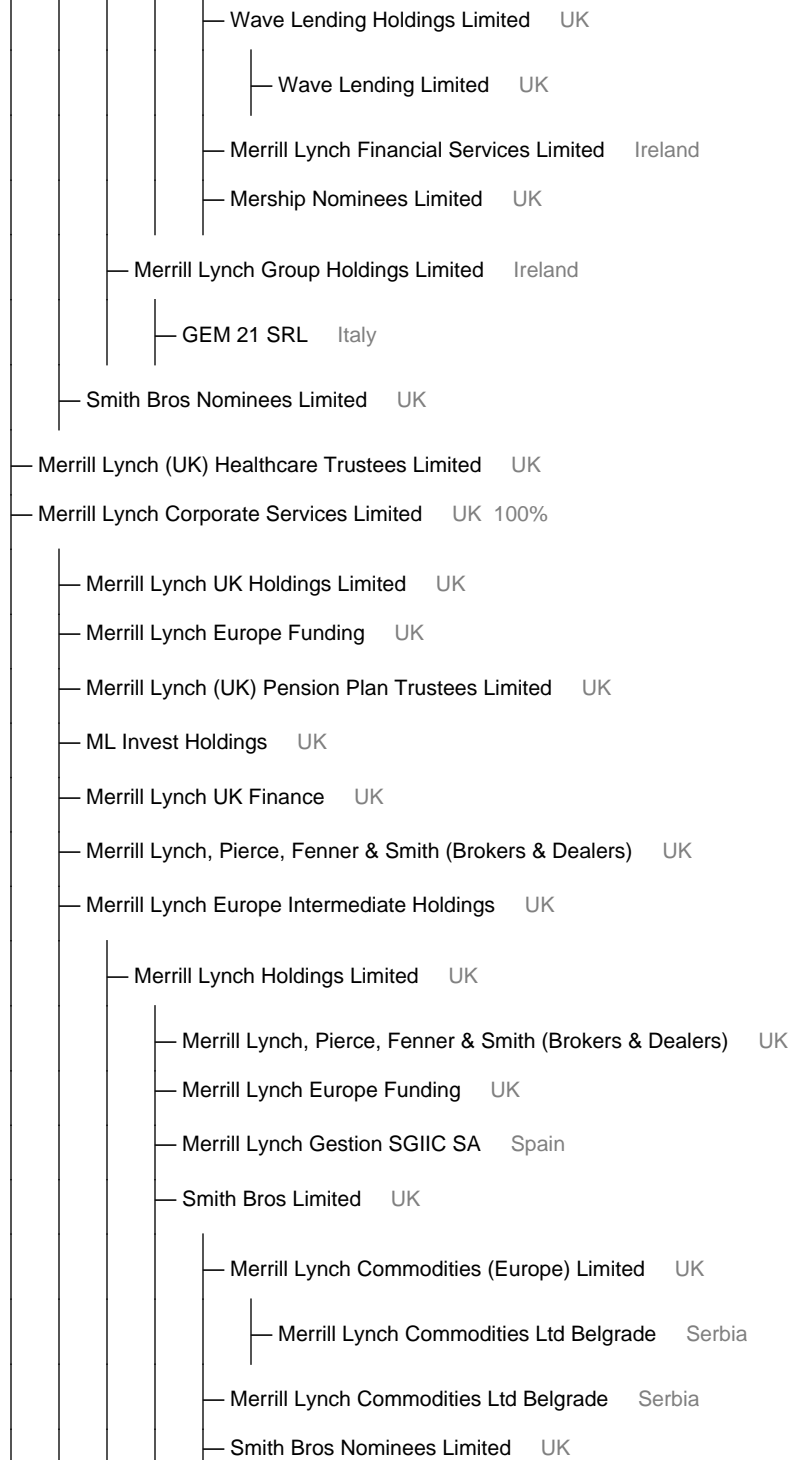 Wave Lending Holdings Limited UK
Wave Lending Limited UK
Merrill Lynch Financial Services Limited Ireland
Mership Nominees Limited UK
Merrill Lynch Group Holdings Limited Ireland
GEM 21 SRL Italy
Smith Bros Nominees Limited UK
Merrill Lynch (UK) Healthcare Trustees Limited UK
Merrill Lynch Corporate Services Limited UK 100%
Merrill Lynch UK Holdings Limited UK
Merrill Lynch Europe Funding UK
Merrill Lynch (UK) Pension Plan Trustees Limited UK
ML Invest Holdings UK
Merrill Lynch UK Finance UK
Merrill Lynch, Pierce, Fenner & Smith (Brokers & Dealers) UK
Merrill Lynch Europe Intermediate Holdings UK
Merrill Lynch Holdings Limited UK
Merrill Lynch, Pierce, Fenner & Smith (Brokers & Dealers) UK
Merrill Lynch Europe Funding UK
Merrill Lynch Gestion SGIIC SA Spain
Smith Bros Limited UK
Merrill Lynch Commodities (Europe) Limited UK
Merrill Lynch Commodities Ltd Belgrade Serbia
Merrill Lynch Commodities Ltd Belgrade Serbia
Smith Bros Nominees Limited UK